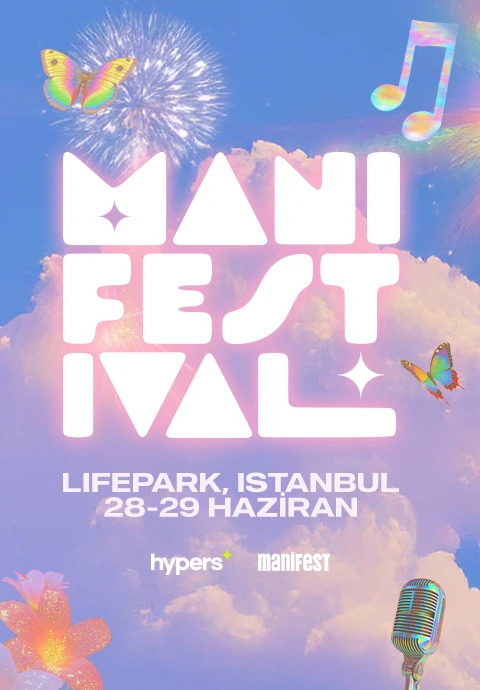 MANI
FEST
IVAL
LIFEPARK, ISTANBUL
28-29 HAZİRAN
hypers
manifest